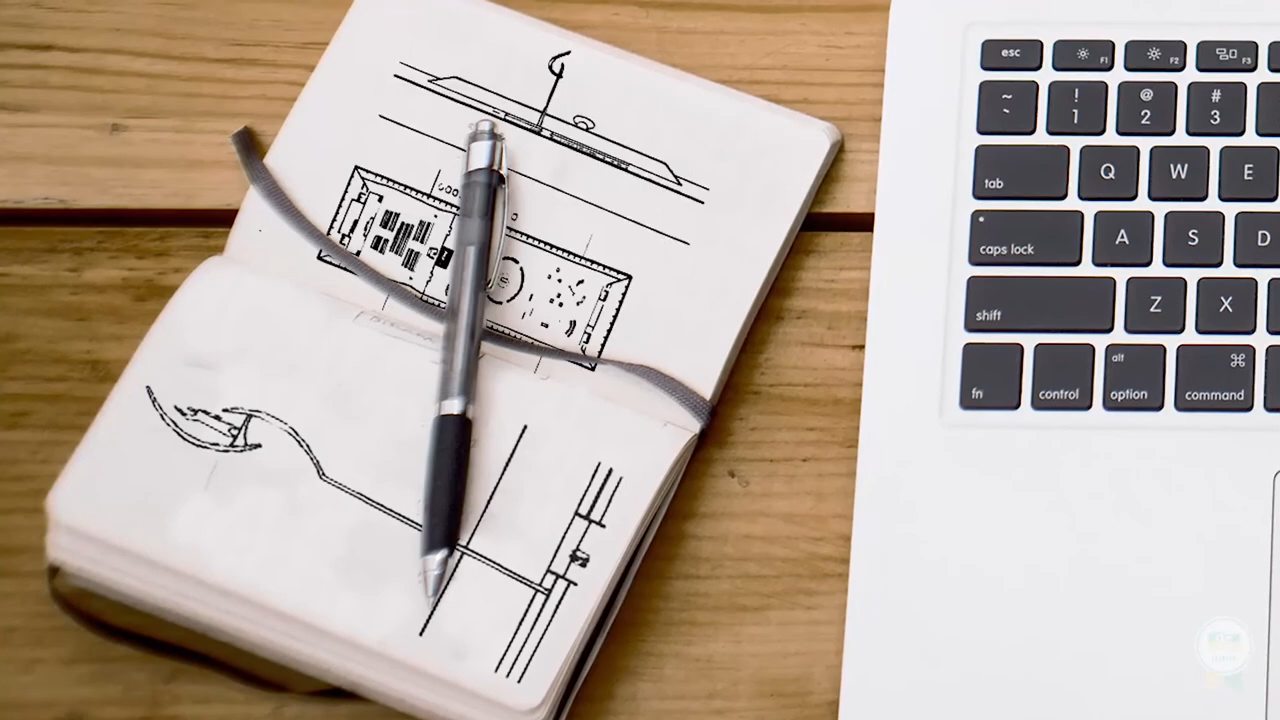 esc F1 F2 F3
~ ` ! 1 @ 2 # 3
tab Q W E
caps lock A S D
shift Z X
fn control alt option ⌘ command